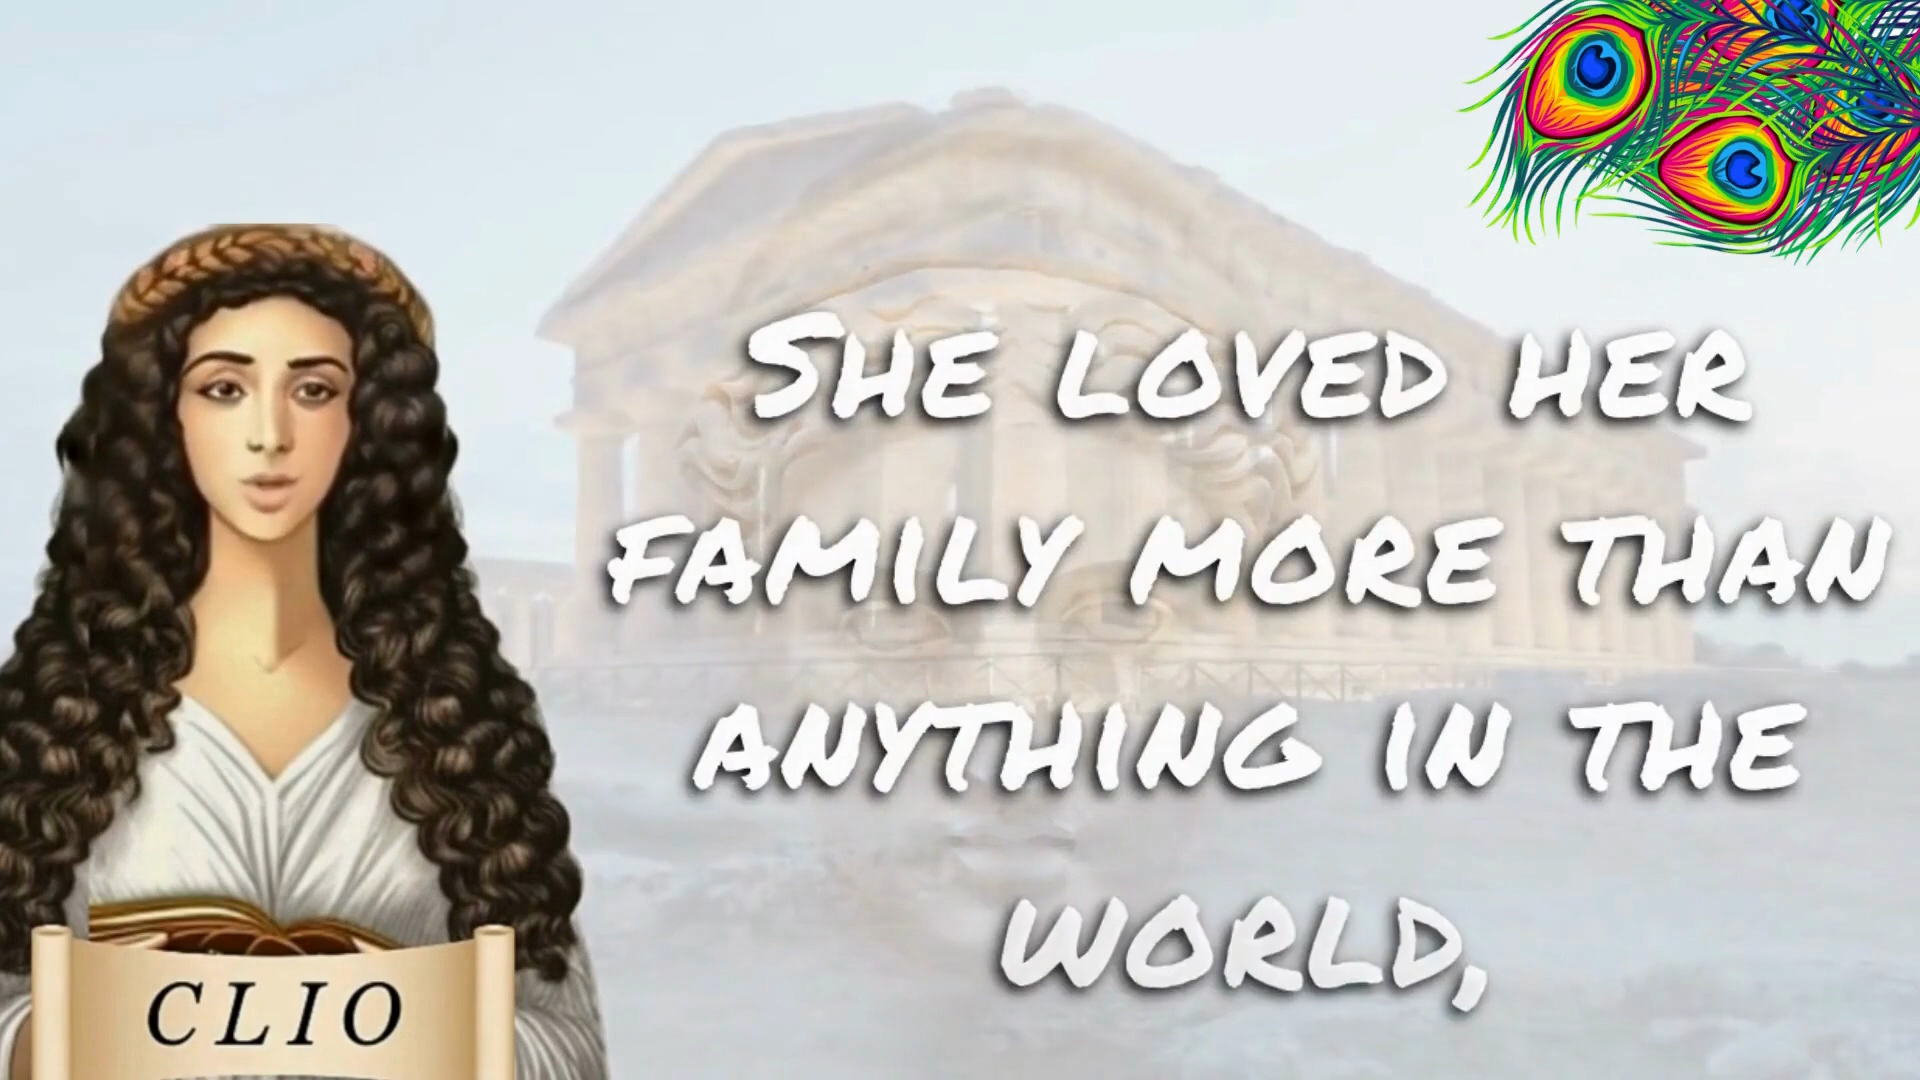 She loved her
family more than
anything in the
world,
CLIO